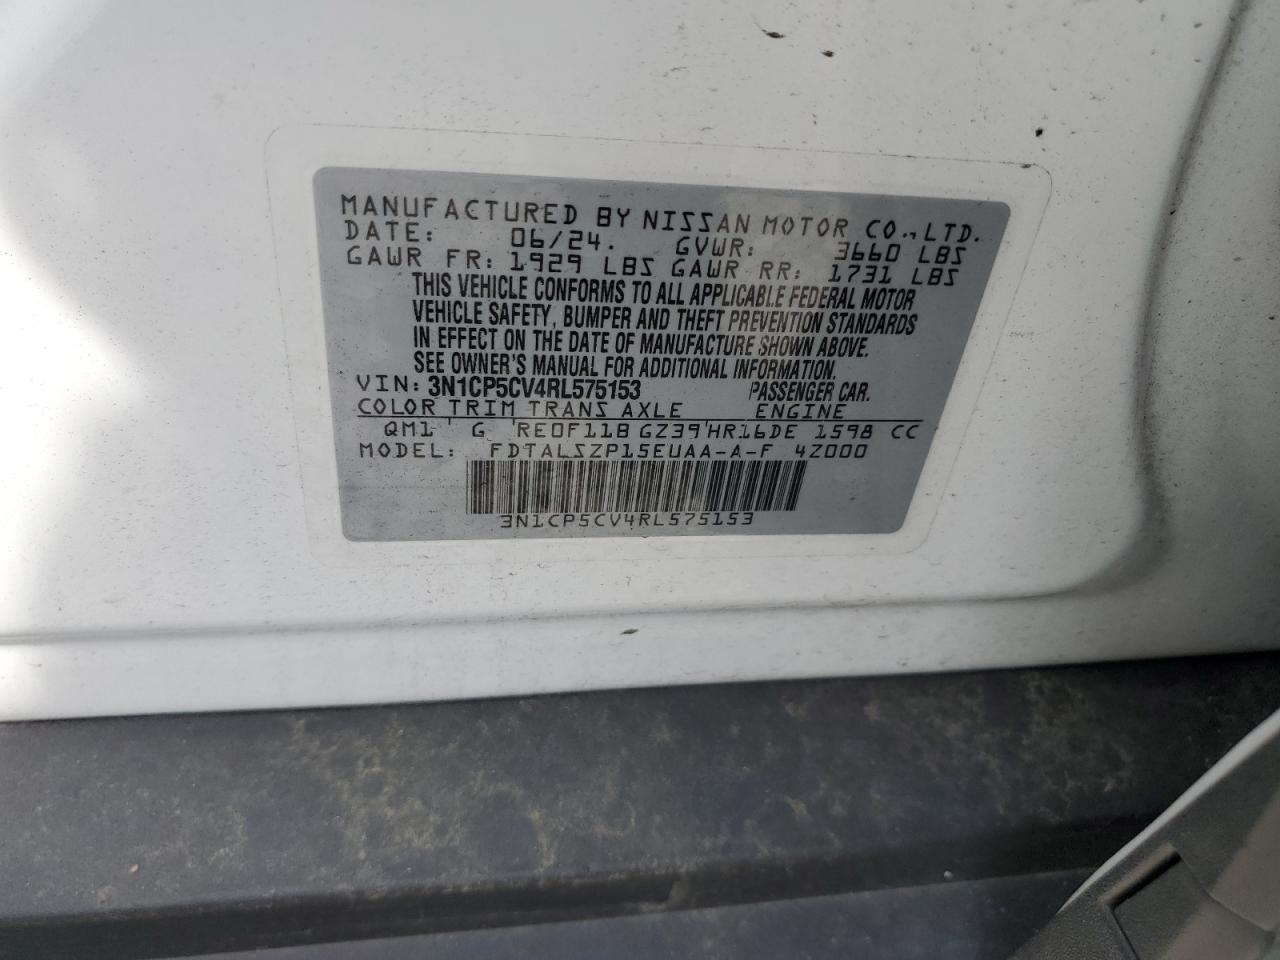 MANUFACTURED BY NISSAN MOTOR CO., LTD.
DATE: 06/24. GVWR: 3660 LBS
GAWR FR: 1929 LBS GAWR RR: 1731 LBS
THIS VEHICLE CONFORMS TO ALL APPLICABLE FEDERAL MOTOR
VEHICLE SAFETY, BUMPER AND THEFT PREVENTION STANDARDS
IN EFFECT ON THE DATE OF MANUFACTURE SHOWN ABOVE.
SEE OWNER'S MANUAL FOR ADDITIONAL INFORMATION.
VIN: 3N1CP5CV4RL575153 PASSENGER CAR.
COLOR TRIM TRANS AXLE ENGINE
QM1 G RE0F11B GZ39 HR16DE 1598 CC
MODEL: FDTALSZP15EUAA-A-F 4Z000
3N1CP5CV4RL575153